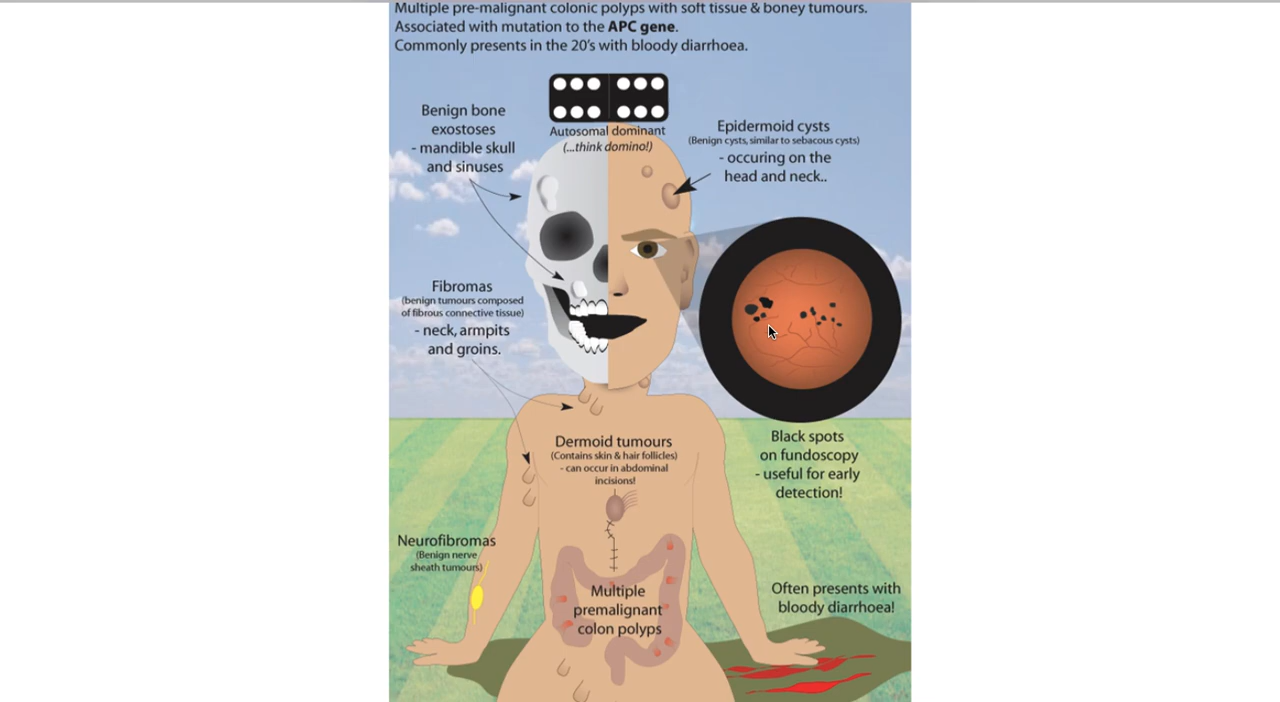 Multiple pre-malignant colonic polyps with soft tissue & boney tumours.
Associated with mutation to the APC gene.
Commonly presents in the 20's with bloody diarrhoea.
Autosomal dominant
(...think domino!)
Benign bone
exostoses
- mandible skull
and sinuses
Epidermoid cysts
(Benign cysts, similar to sebacous cysts)
- occuring on the
head and neck..
Fibromas
(benign tumours composed
of fibrous connective tissue)
- neck, armpits
and groins.
Black spots
on fundoscopy
- useful for early
detection!
Dermoid tumours
(Contains skin & hair follicles)
- can occur in abdominal
incisions!
Neurofibromas
(Benign nerve
sheath tumours)
Multiple
premalignant
colon polyps
Often presents with
bloody diarrhoea!